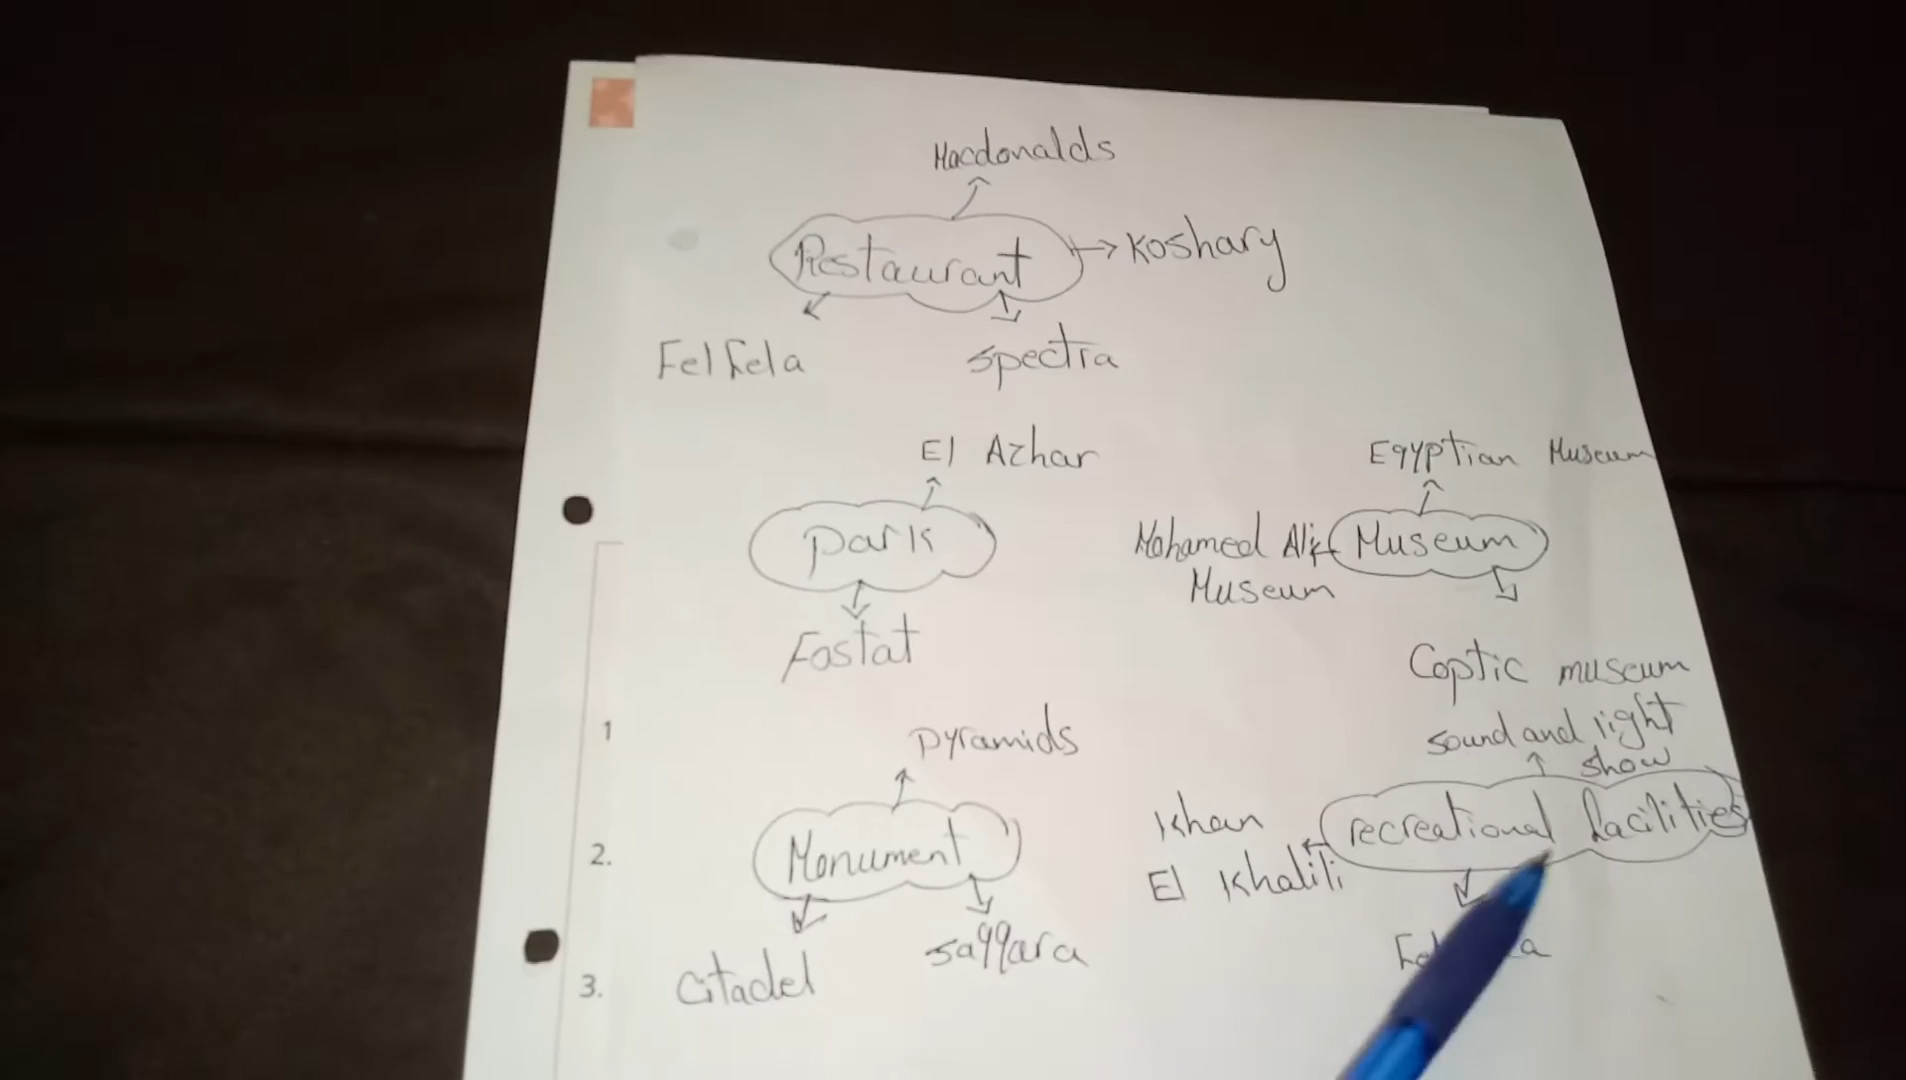 Macdonalds
Restaurant
Koshary
Felfela
Spectra
El Azhar
Park
Fostat
Egyptian Museum
Mohamed Ali
Museum
Museum
Coptic museum
1
Pyramids
2.
Monument
Citadel
Saqqara
3.
sound and light
show
Khan
El Khalili
recreational facilities